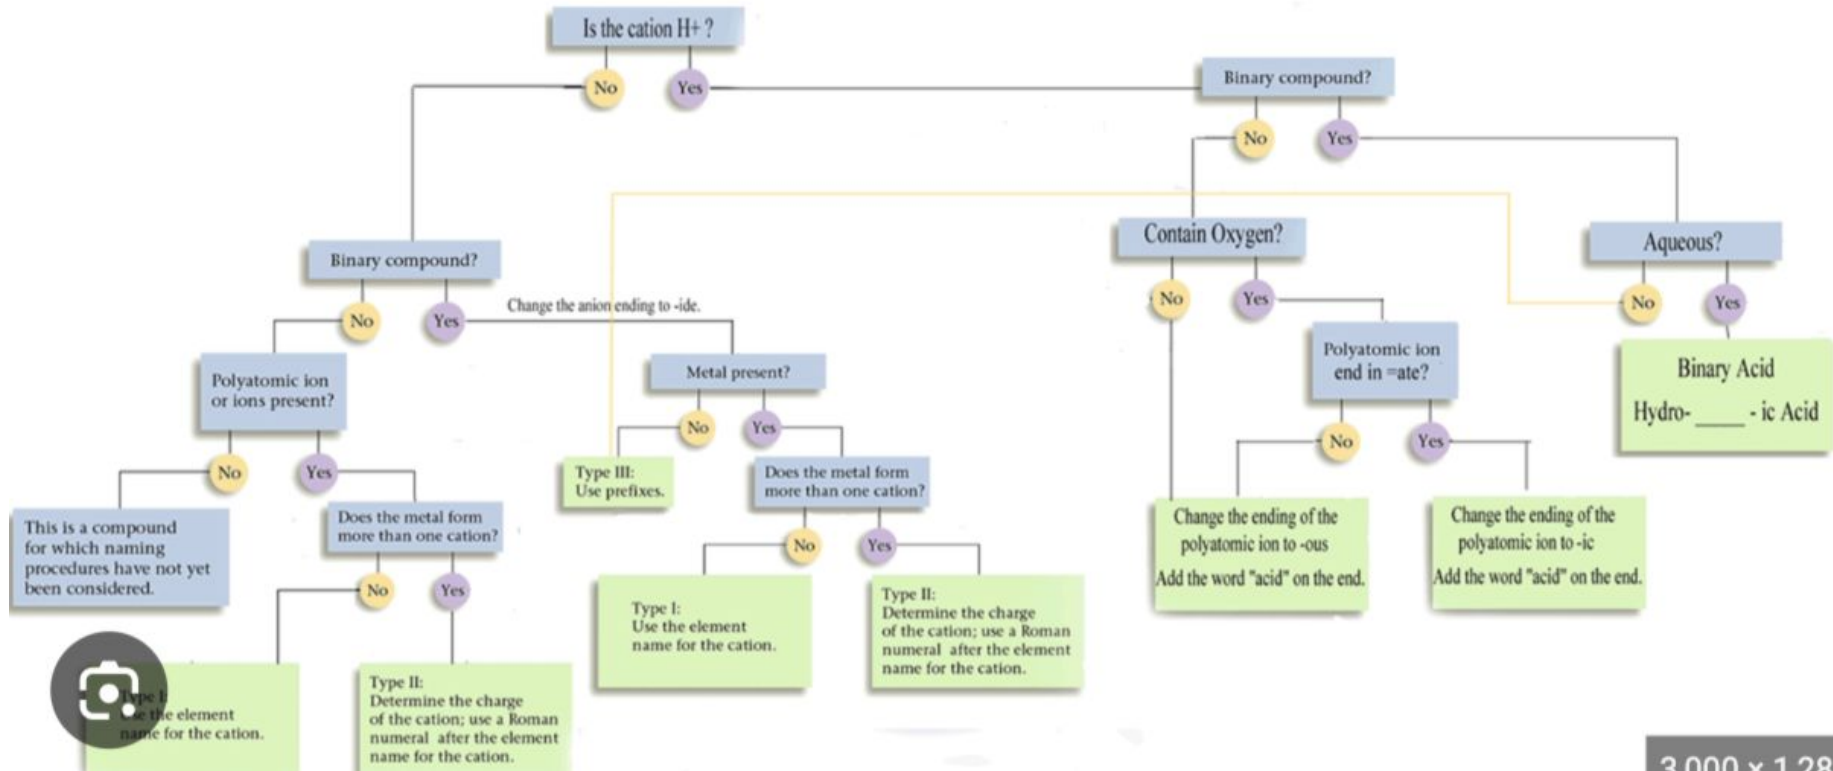 Is the cation H+ ?
No
Yes
Binary compound?
No
Yes
Contain Oxygen?
Aqueous?
Binary compound?
No
Yes
No
Yes
No
Yes
Change the anion ending to -ide.
Polyatomic ion
end in =ate?
Binary Acid
Hydro- _____ - ic Acid
Polyatomic ion
or ions present?
Metal present?
No
Yes
No
Yes
No
Yes
Type III:
Use prefixes.
Does the metal form
more than one cation?
This is a compound
for which naming
procedures have not yet
been considered.
Does the metal form
more than one cation?
Change the ending of the
polyatomic ion to -ous
Add the word "acid" on the end.
Change the ending of the
polyatomic ion to -ic
Add the word "acid" on the end.
No
Yes
No
Yes
Type I:
Use the element
name for the cation.
Type II:
Determine the charge
of the cation; use a Roman
numeral after the element
name for the cation.
Type I:
the element
name for the cation.
Type II:
Determine the charge
of the cation; use a Roman
numeral after the element
name for the cation.
3,000 × 1,28